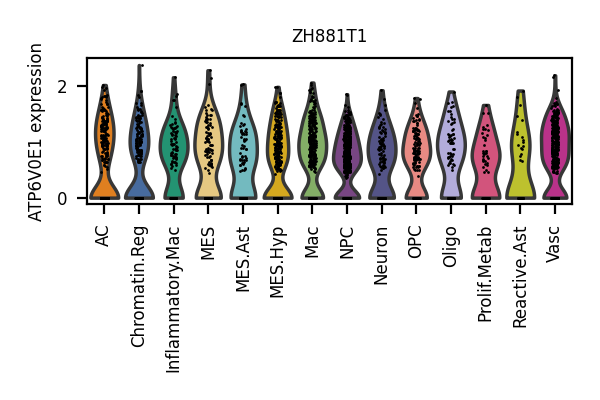 ZH881T1
ATP6V0E1 expression
2
0
AC
Chromatin.Reg
Inflammatory.Mac
MES
MES.Ast
MES.Hyp
Mac
NPC
Neuron
OPC
Oligo
Prolif.Metab
Reactive.Ast
Vasc